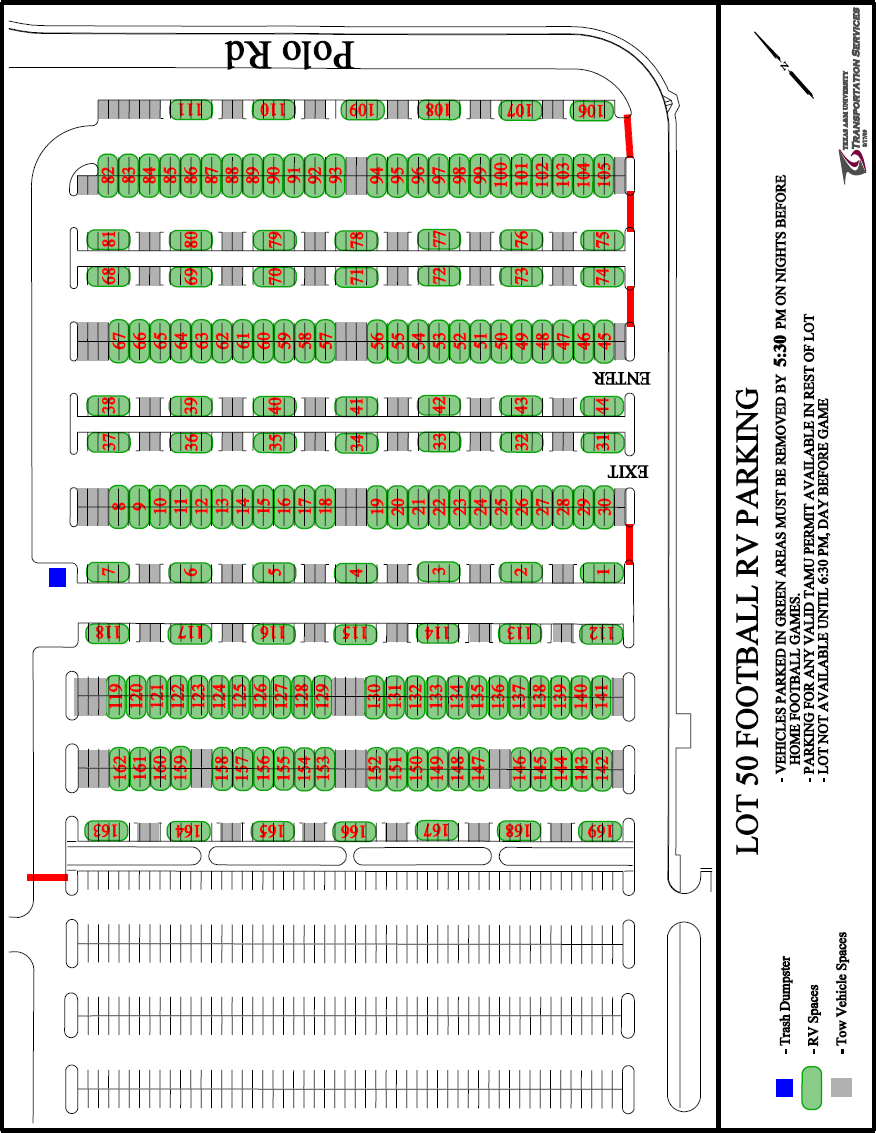 Polo Rd
111 110 109 108 107 106
82 83 84 85 86 87 88 89 90 91 92 93 94 95 96 97 98 99 100 101 102 103 104 105
81 80 79 78 77 76 75
68 69 70 71 72 73 74
67 66 65 64 63 62 61 60 59 58 57 56 55 54 53 52 51 50 49 48 47 46 45
ENTER
38 39 40 41 42 43 44
37 36 35 34 33 32 31
EXIT
8 9 10 11 12 13 14 15 16 17 18 19 20 21 22 23 24 25 26 27 28 29 30
7 6 5 4 3 2 1
118 117 116 115 114 113 112
119 120 121 122 123 124 125 126 127 128 129 130 131 132 133 134 135 136 137 138 139 140 141
162 161 160 159 158 157 156 155 154 153 152 151 150 149 148 147 146 145 144 143 142
163 164 165 166 167 168 169
LOT 50 FOOTBALL RV PARKING
- VEHICLES PARKED IN GREEN AREAS MUST BE REMOVED BY 5:30 PM ON NIGHTS BEFORE
HOME FOOTBALL GAMES.
- PARKING FOR ANY VALID TAMU PERMIT AVAILABLE IN REST OF LOT
- LOT NOT AVAILABLE UNTIL 6:30 PM, DAY BEFORE GAME
- Trash Dumpster
- RV Spaces
- Tow Vehicle Spaces
N
TEXAS A&M UNIVERSITY
TRANSPORTATION SERVICES